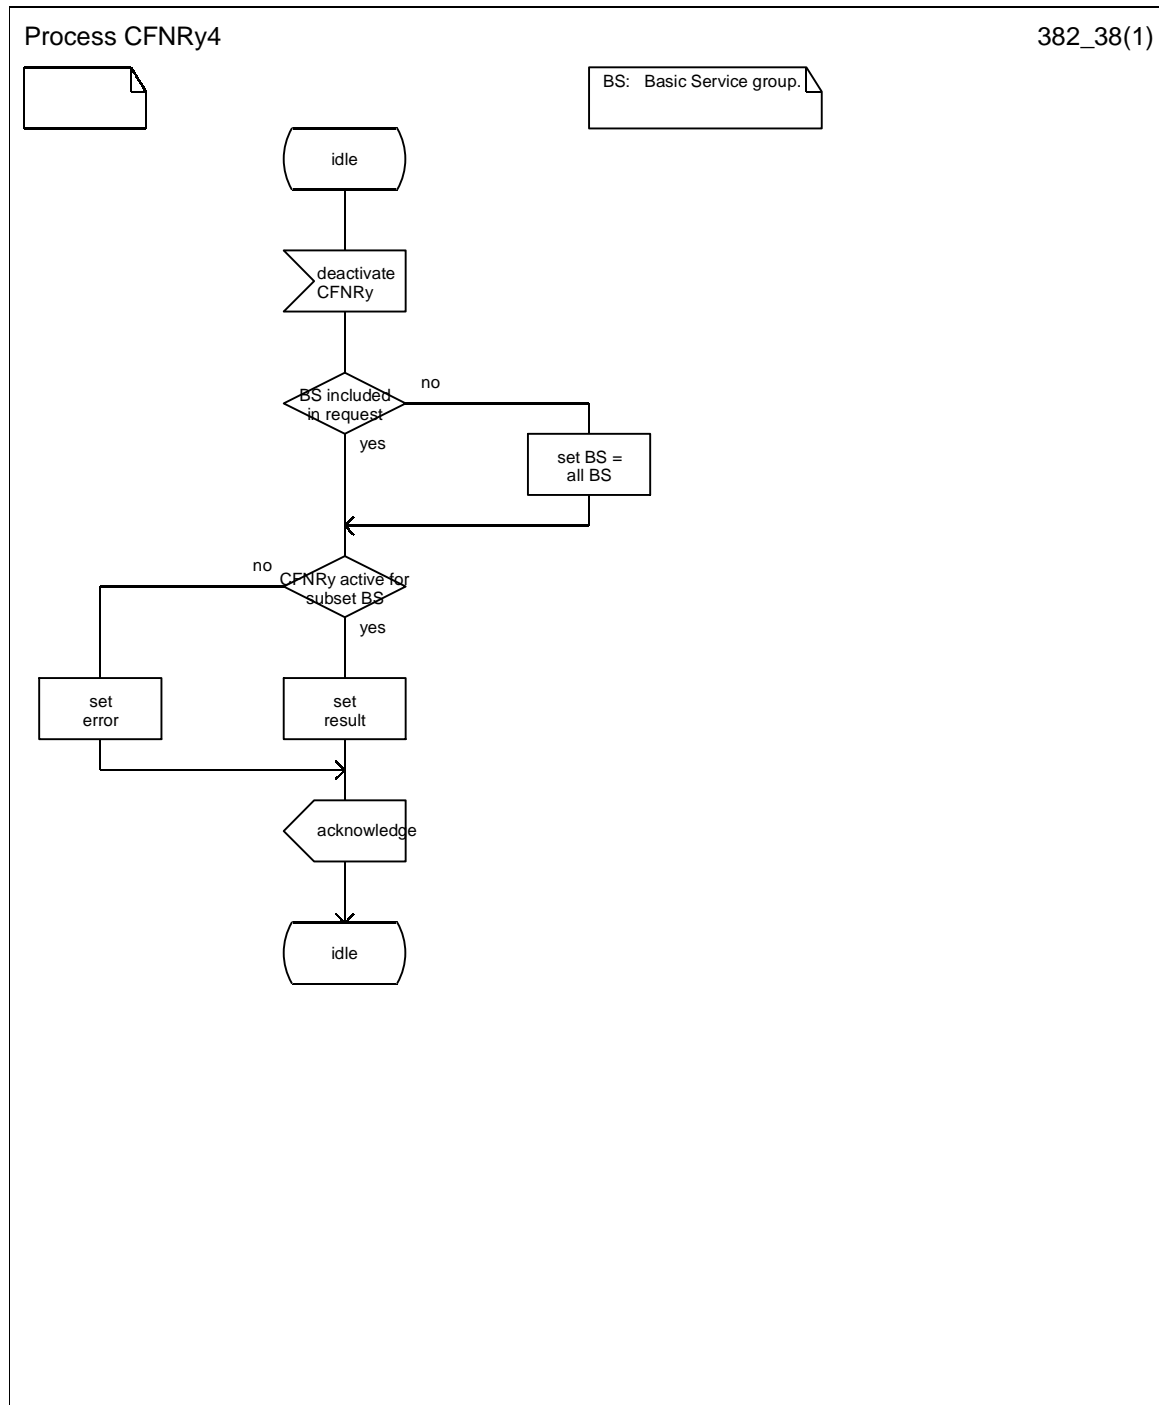 Process CFNRy4
382_38(1)
BS: Basic Service group.
idle
deactivate
CFNRy
BS included
in request
no
yes
set BS =
all BS
no
CFNRy active for
subset BS
yes
set
error
set
result
acknowledge
idle